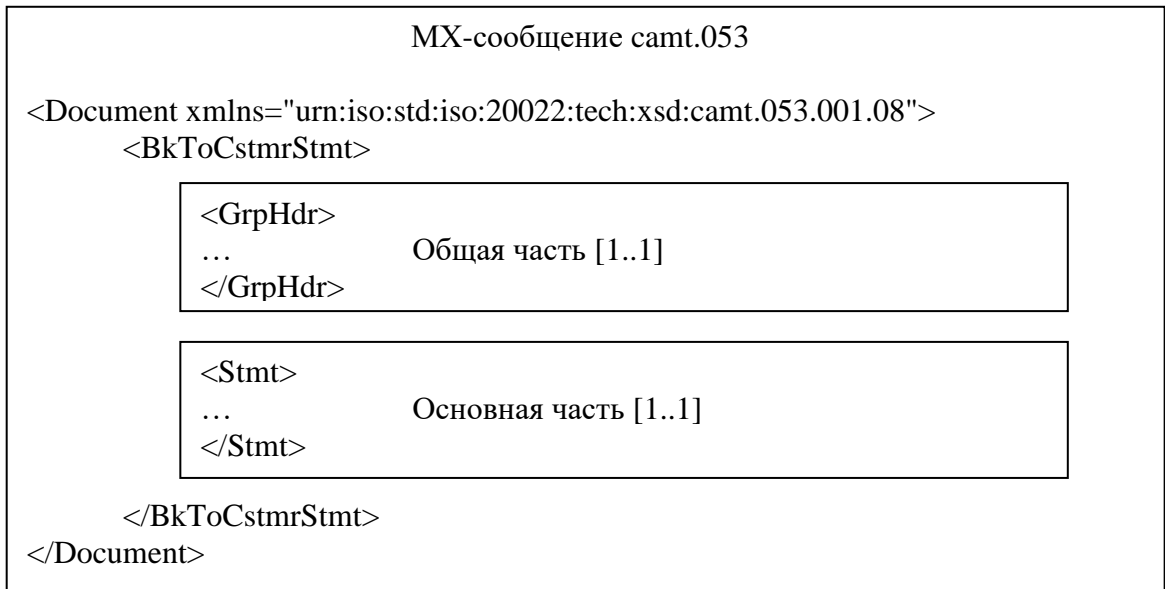 МХ-сообщение camt.053
<Document xmlns="urn:iso:std:iso:20022:tech:xsd:camt.053.001.08">
<BkToCstmrStmt>
<GrpHdr>
… Общая часть [1..1]
</GrpHdr>
<Stmt>
… Основная часть [1..1]
</Stmt>
</BkToCstmrStmt>
</Document>